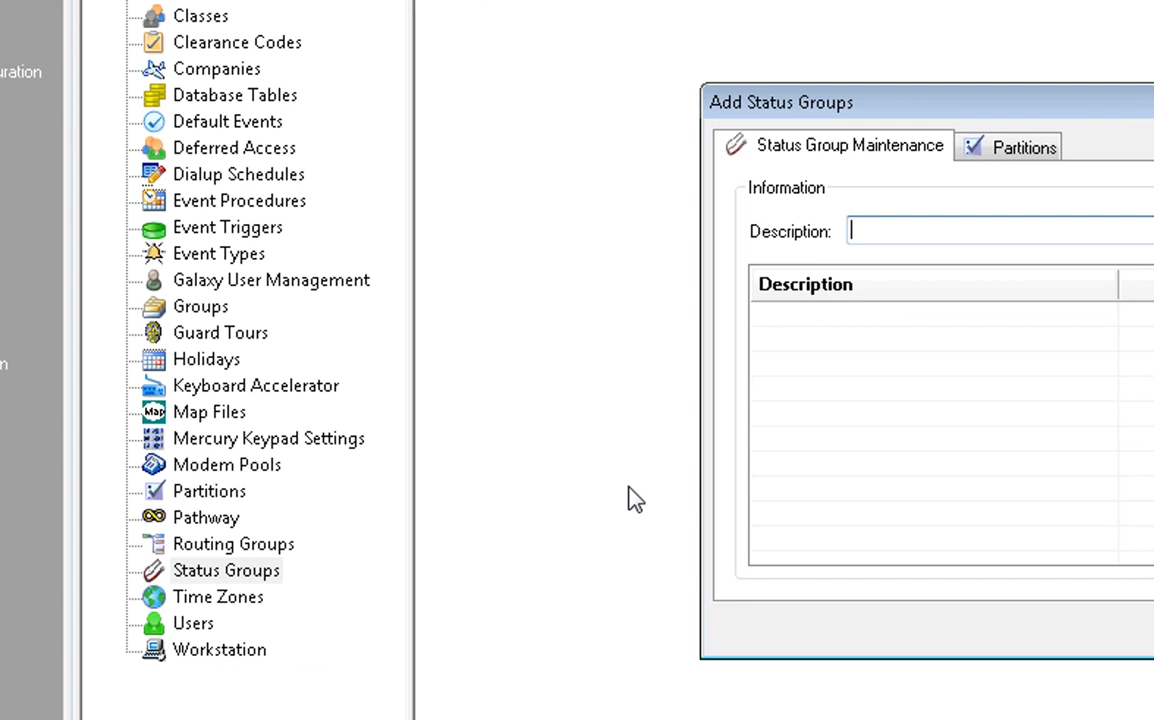 uration
n
Classes
Clearance Codes
Companies
Database Tables
Default Events
Deferred Access
Dialup Schedules
Event Procedures
Event Triggers
Event Types
Galaxy User Management
Groups
Guard Tours
Holidays
Keyboard Accelerator
Map
Map Files
Mercury Keypad Settings
Modem Pools
Partitions
Pathway
Routing Groups
Status Groups
Time Zones
Users
Workstation
Add Status Groups
Status Group Maintenance
Partitions
Information
Description:
Description